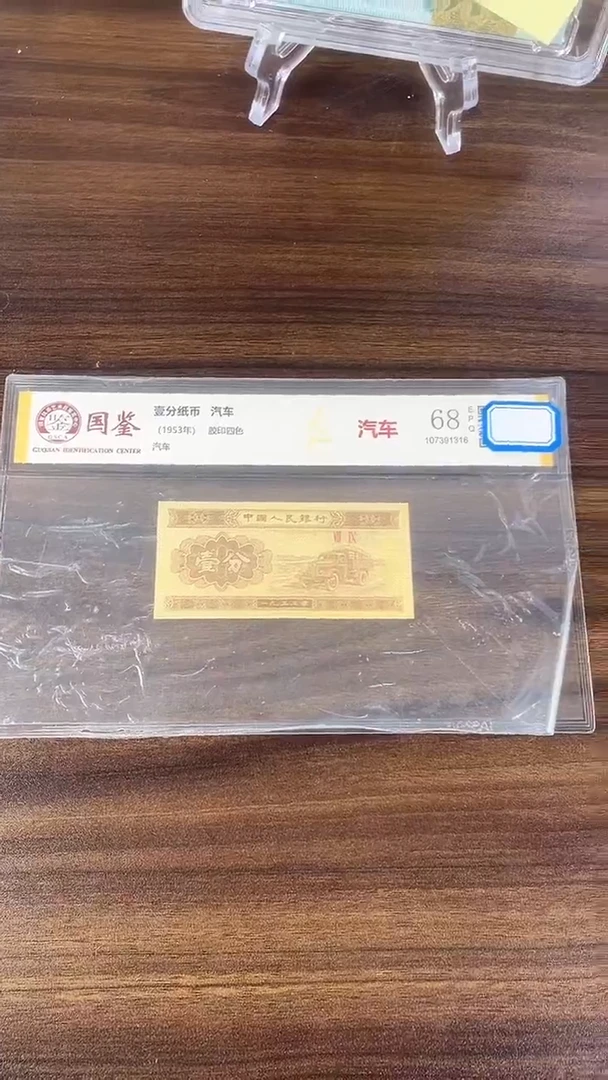 国鉴
GUOJIAN IDENTIFICATION CENTER
壹分纸币 汽车
(1953年) 胶印四色
汽车
汽车
68
EPQ
107391316
中国人民银行
Ⅶ Ⅳ
壹分
一九五三年